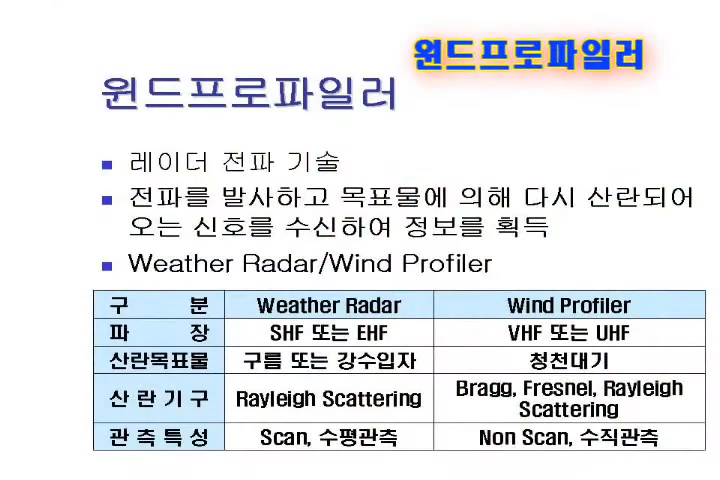 윈드프로파일러
윈드프로파일러
레이더 전파 기술
전파를 발사하고 목표물에 의해 다시 산란되어
오는 신호를 수신하여 정보를 획득
Weather Radar/Wind Profiler
구 분 Weather Radar Wind Profiler
파 장 SHF 또는 EHF VHF 또는 UHF
산란목표물 구름 또는 강수입자 청천대기
산 란 기 구 Rayleigh Scattering Bragg, Fresnel, Rayleigh
Scattering
관 측 특 성 Scan, 수평관측 Non Scan, 수직관측